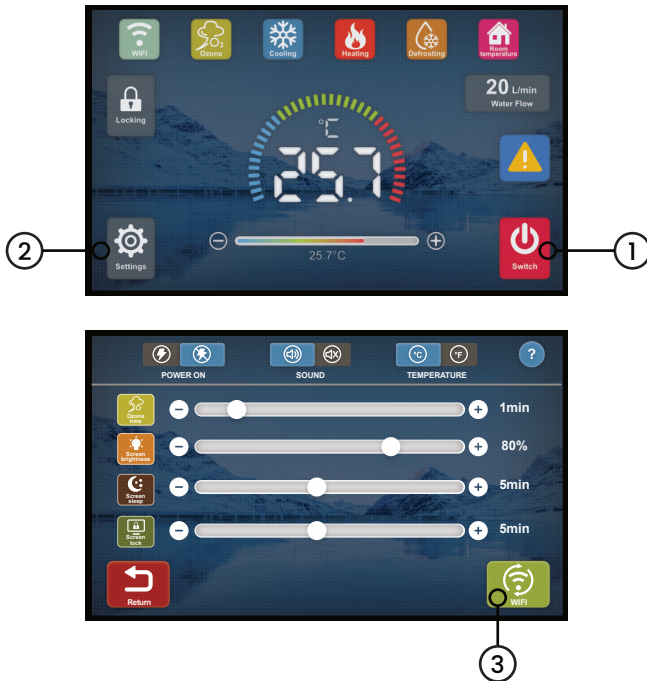 WIFI
O3
Ozone
Cooling
Heating
Defrosting
Room
temperature
Locking
20 L/min
Water Flow
°C
25.7
2
Settings
25.7°C
Switch
1
POWER ON
SOUND
°C
°F
TEMPERATURE
?
Ozone
time
1min
Screen
brightness
80%
Screen
sleep
5min
Screen
lock
5min
Return
WIFI
3